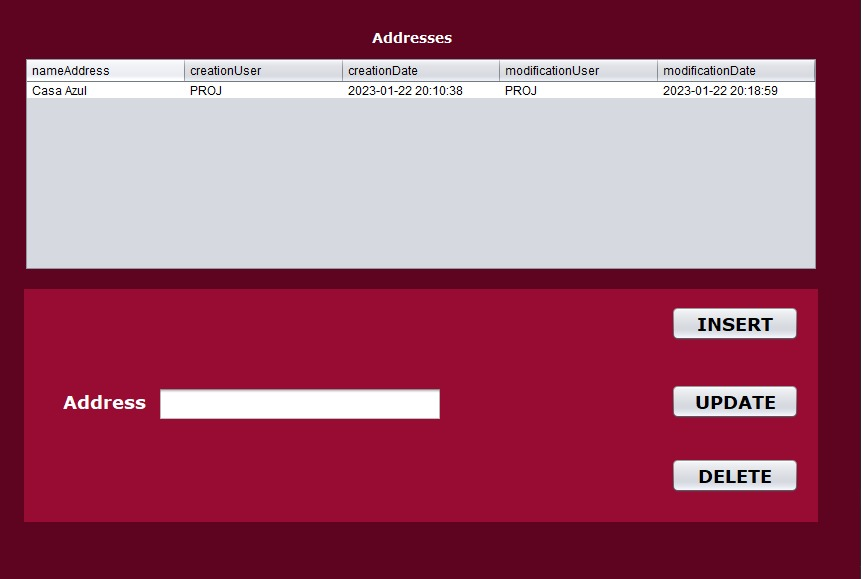 Addresses
nameAddress creationUser creationDate modificationUser modificationDate
Casa Azul PROJ 2023-01-22 20:10:38 PROJ 2023-01-22 20:18:59
INSERT
Address
UPDATE
DELETE